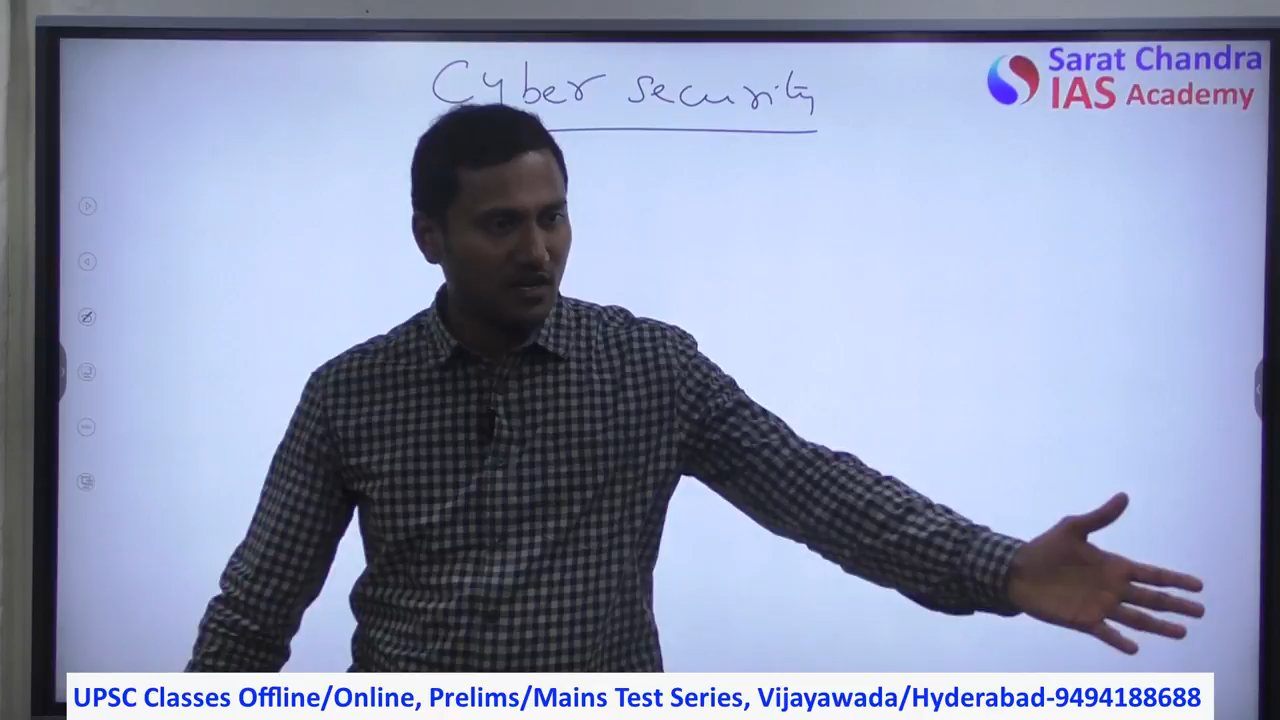 Cyber security
Sarat Chandra
IAS Academy
UPSC Classes Offline/Online, Prelims/Mains Test Series, Vijayawada/Hyderabad-9494188688